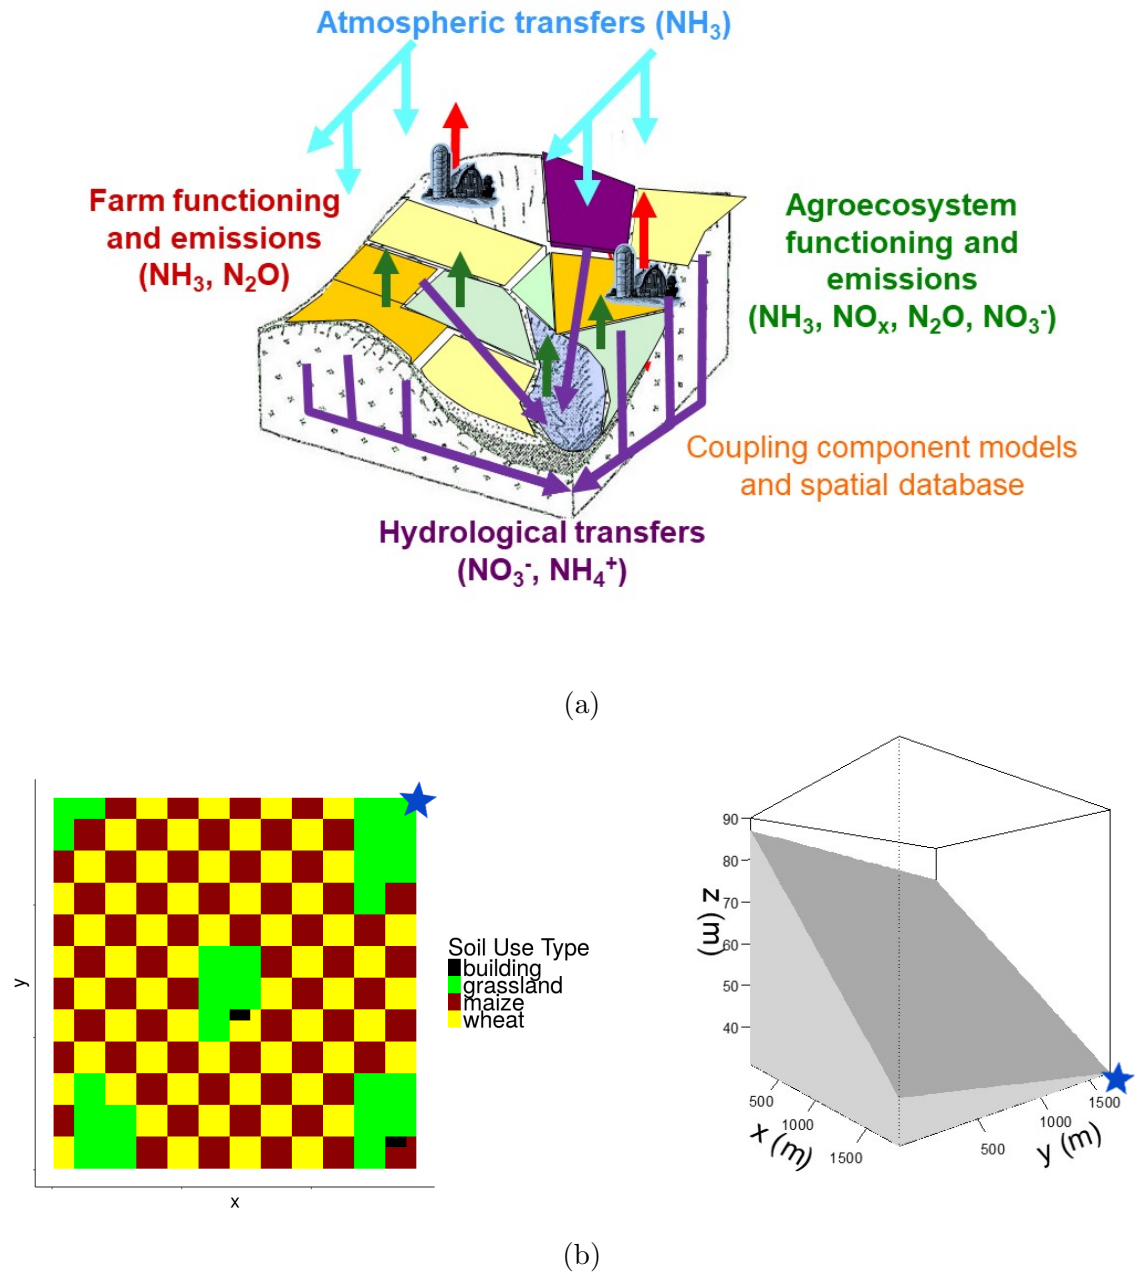 Atmospheric transfers (NH3)
Farm functioning
and emissions
(NH3, N2O)
Agroecosystem
functioning and
emissions
(NH3, NOx, N2O, NO3-)
Coupling component models
and spatial database
Hydrological transfers
(NO3-, NH4+)
(a)
y
x
Soil Use Type
building
grassland
maize
wheat
90
80
70
60
50
40
z (m)
500
1000
1500
x (m)
500
1000
1500
y (m)
(b)